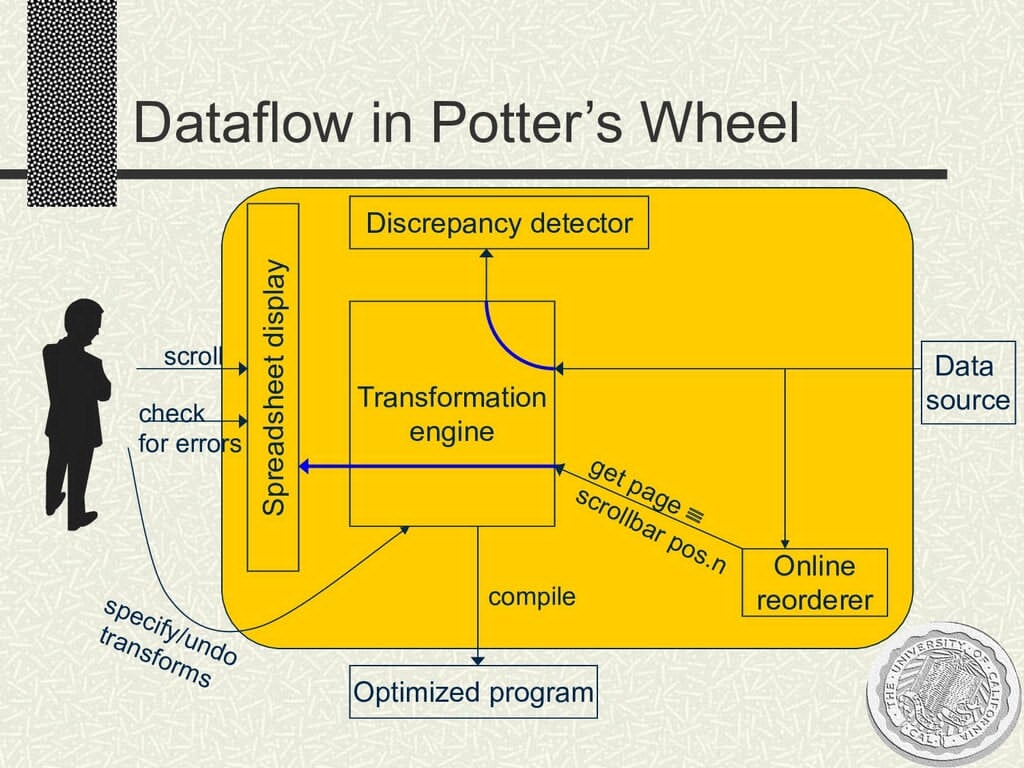 Dataflow in Potter’s Wheel
Discrepancy detector
Spreadsheet display
scroll
check
for errors
Transformation
engine
Data
source
get page ≡
scrollbar pos.n
Online
reorderer
compile
specify/undo
transforms
Optimized program
THE·UNIVERSITY·OF·CALIFORNIA
·CAL·